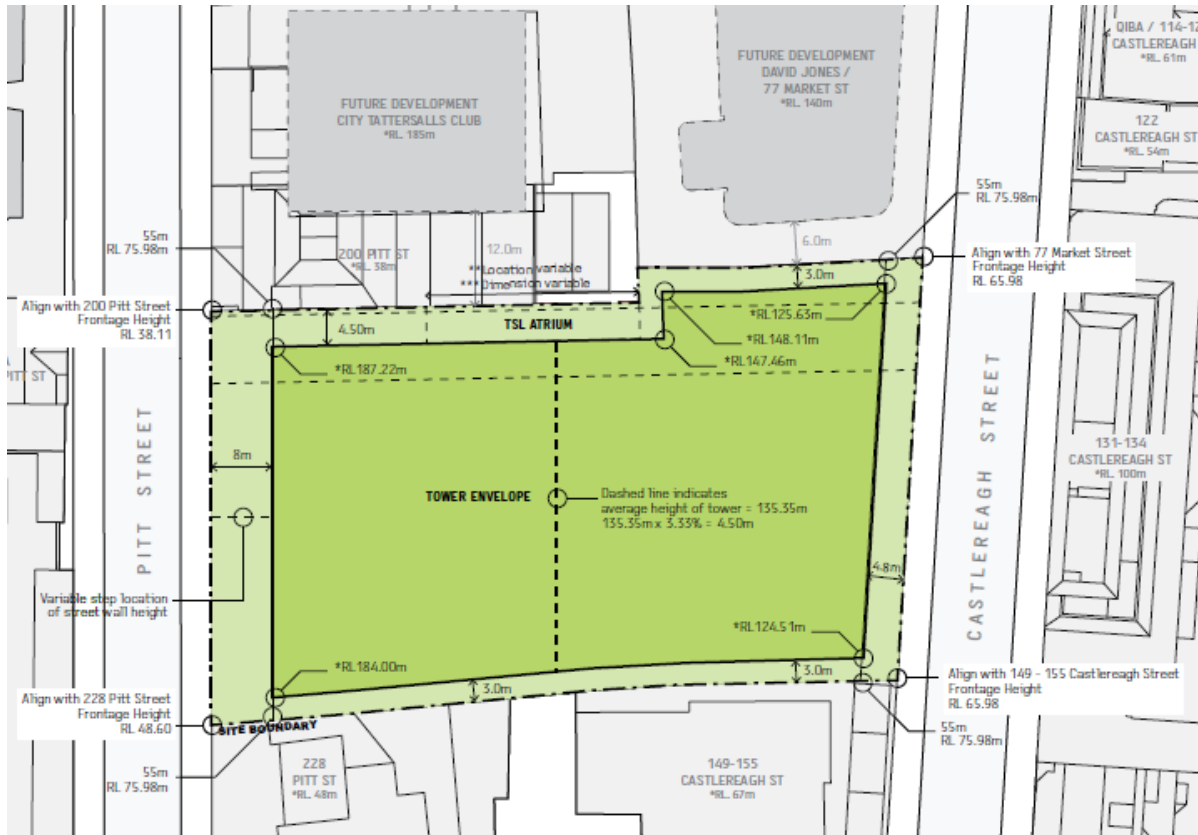 QIBA / 114-12
CASTLEREAGH
*RL. 61m
FUTURE DEVELOPMENT
DAVID JONES /
77 MARKET ST
*RL. 140m
FUTURE DEVELOPMENT
CITY TATTERSALLS CLUB
*RL. 185m
122
CASTLEREAGH ST
*RL. 54m
55m
RL 75.98m
55m
RL 75.98m
200 PITT ST
*RL. 38m
12.0m
6.0m
**Location variable
***Dimension variable
3.0m
Align with 77 Market Street
Frontage Height
RL 65.98
Align with 200 Pitt Street
Frontage Height
RL 38.11
4.50m
TSL ATRIUM
*RL125.63m
*RL148.11m
*RL147.46m
*RL187.22m
PITT ST
PITT STREET
CASTLEREAGH STREET
131-134
CASTLEREAGH ST
*RL. 100m
8m
TOWER ENVELOPE
Dashed line indicates
average height of tower = 135.35m
135.35m x 3.33% = 4.50m
4.8m
Variable step location
of street wall height
*RL124.51m
*RL184.00m
3.0m
3.0m
Align with 149 - 155 Castlereagh Street
Frontage Height
RL 65.98
Align with 228 Pitt Street
Frontage Height
RL 48.60
SITE BOUNDARY
55m
RL 75.98m
55m
RL 75.98m
228
PITT ST
*RL. 48m
149-155
CASTLEREAGH ST
*RL. 67m